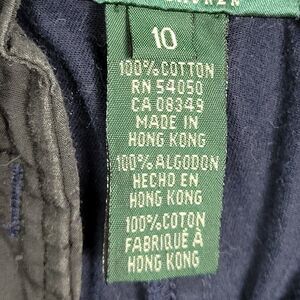 10
100% COTTON
RN 54050
CA 08349
MADE IN
HONG KONG
100% ALGODON
HECHO EN
HONG KONG
100% COTON
FABRIQUÉ À
HONG KONG